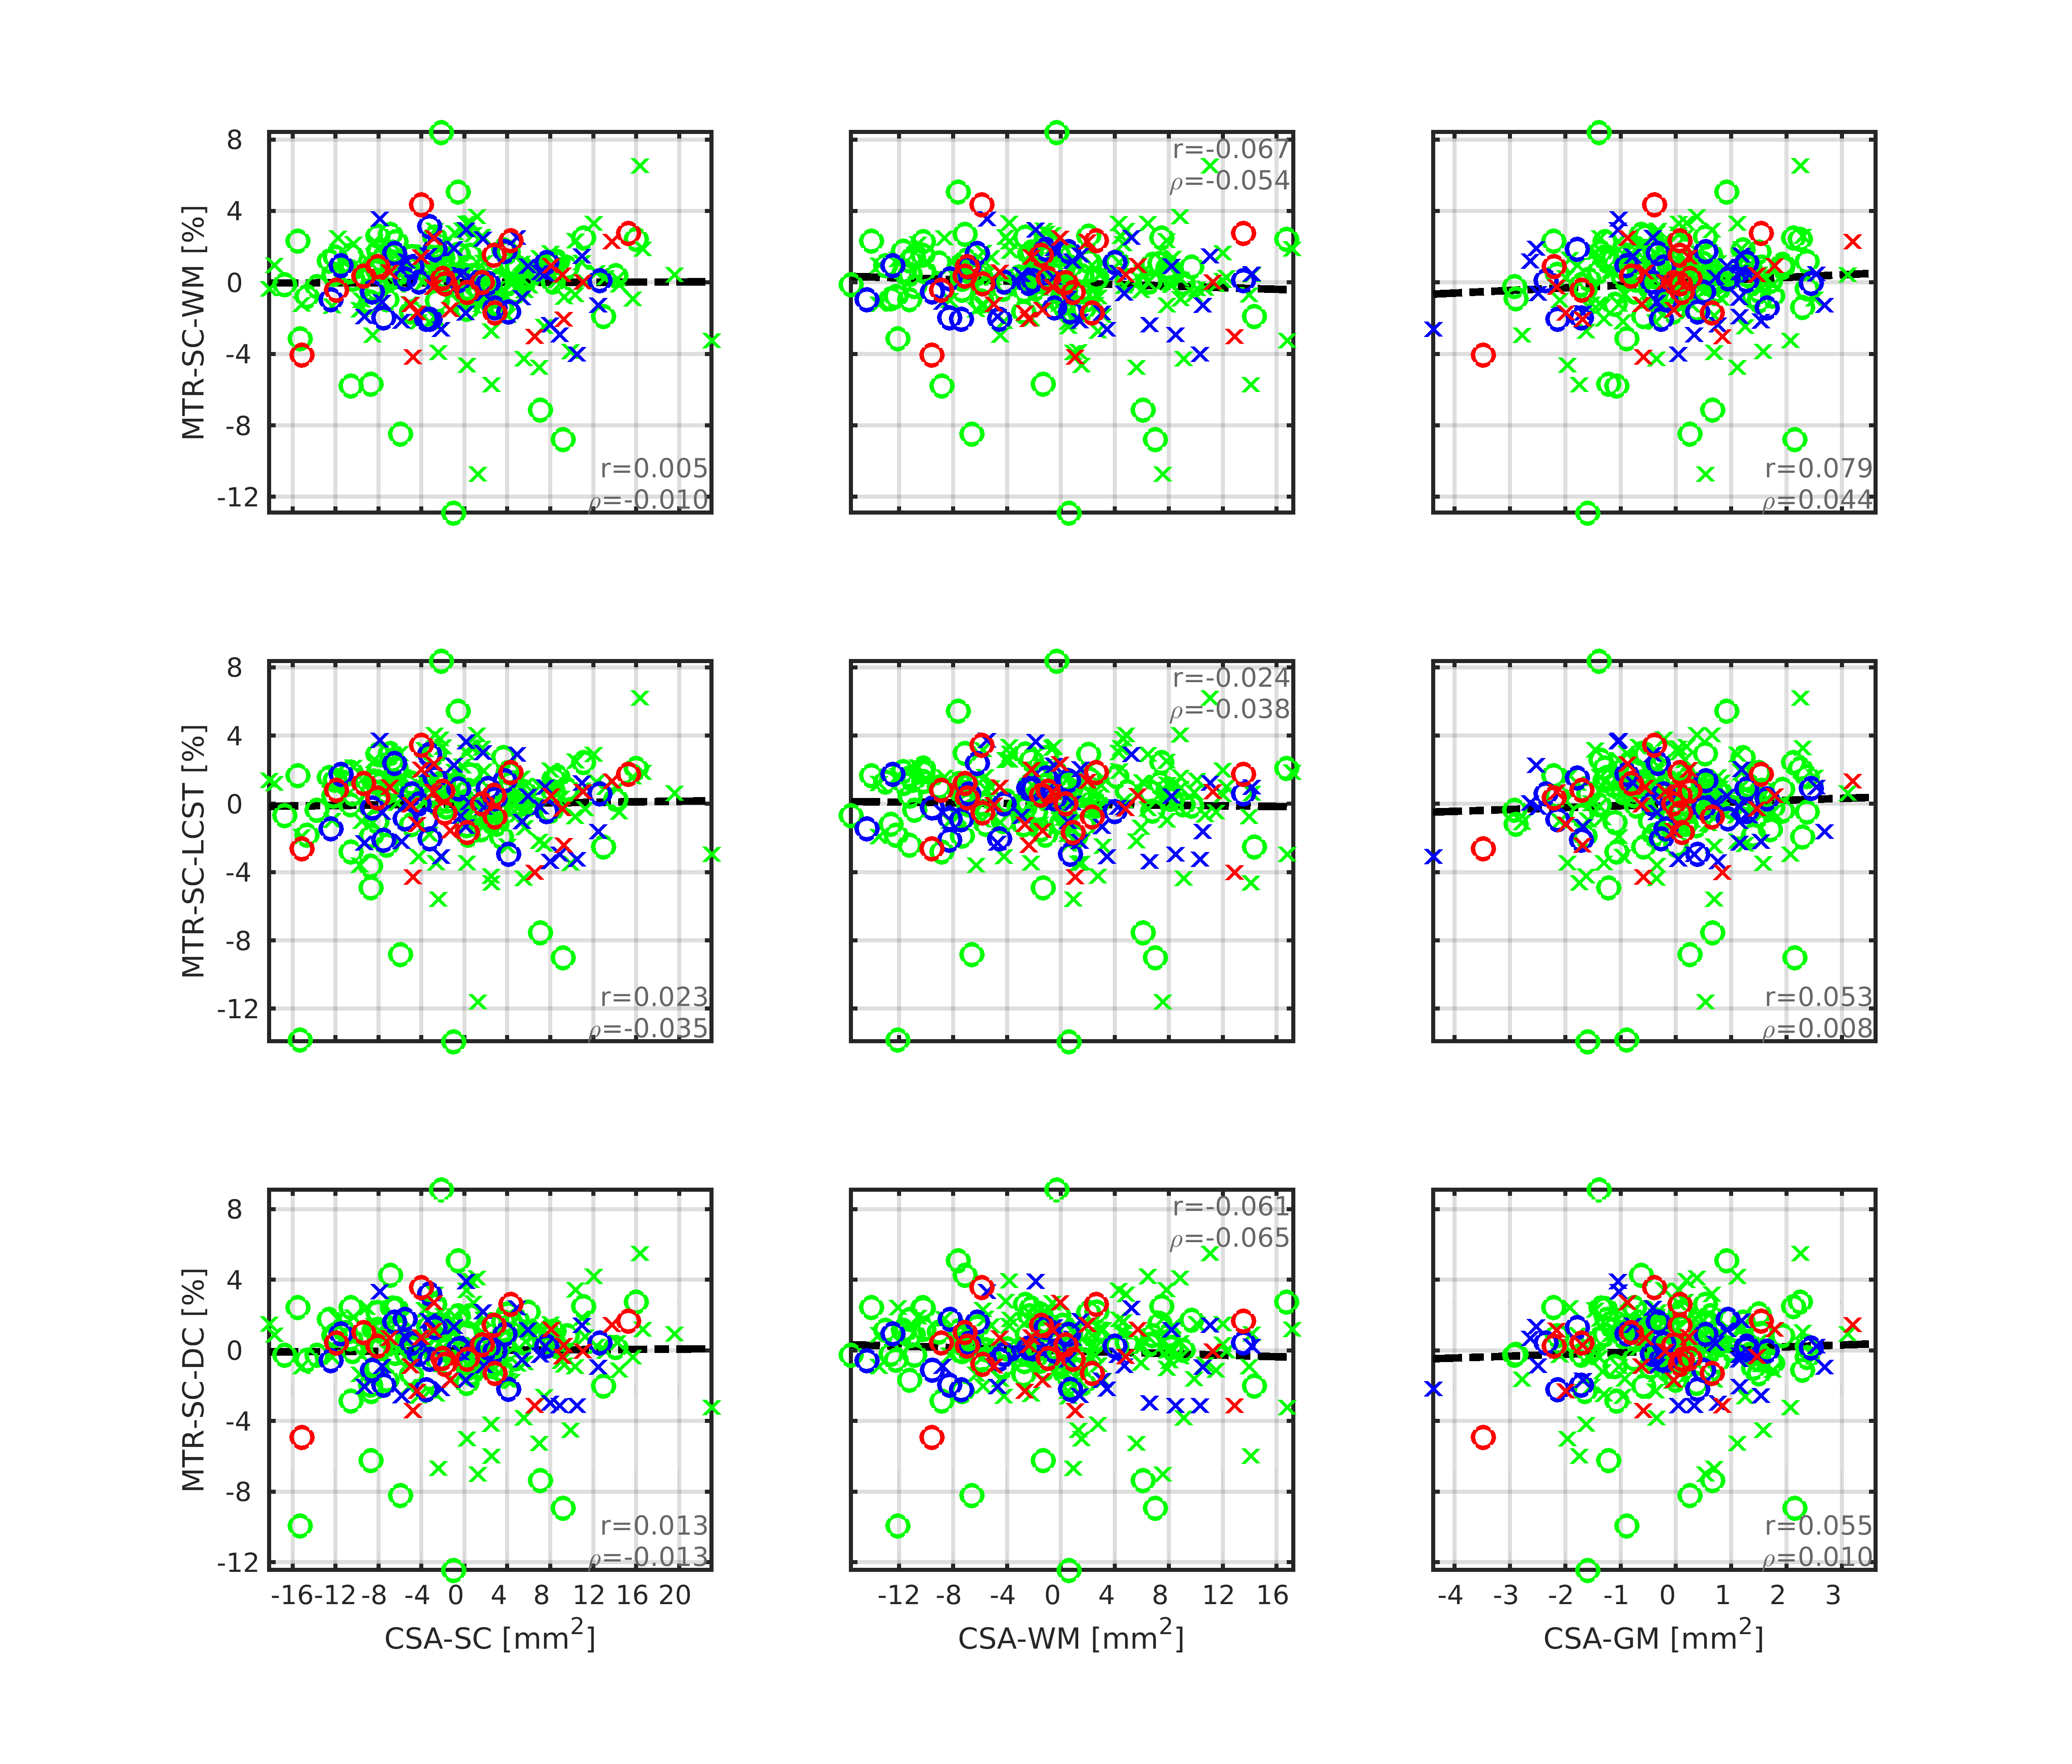 MTR-SC-WM [%]
8
4
0
-4
-8
-12
r=0.005
ρ=-0.010
r=-0.067
ρ=-0.054
r=0.079
ρ=0.044
MTR-SC-LCST [%]
8
4
0
-4
-8
-12
r=0.023
ρ=-0.035
r=-0.024
ρ=-0.038
r=0.053
ρ=0.008
MTR-SC-DC [%]
8
4
0
-4
-8
-12
r=0.013
ρ=-0.013
r=-0.061
ρ=-0.065
r=0.055
ρ=0.010
-16 -12 -8 -4 0 4 8 12 16 20
CSA-SC [mm²]
-12 -8 -4 0 4 8 12 16
CSA-WM [mm²]
-4 -3 -2 -1 0 1 2 3
CSA-GM [mm²]